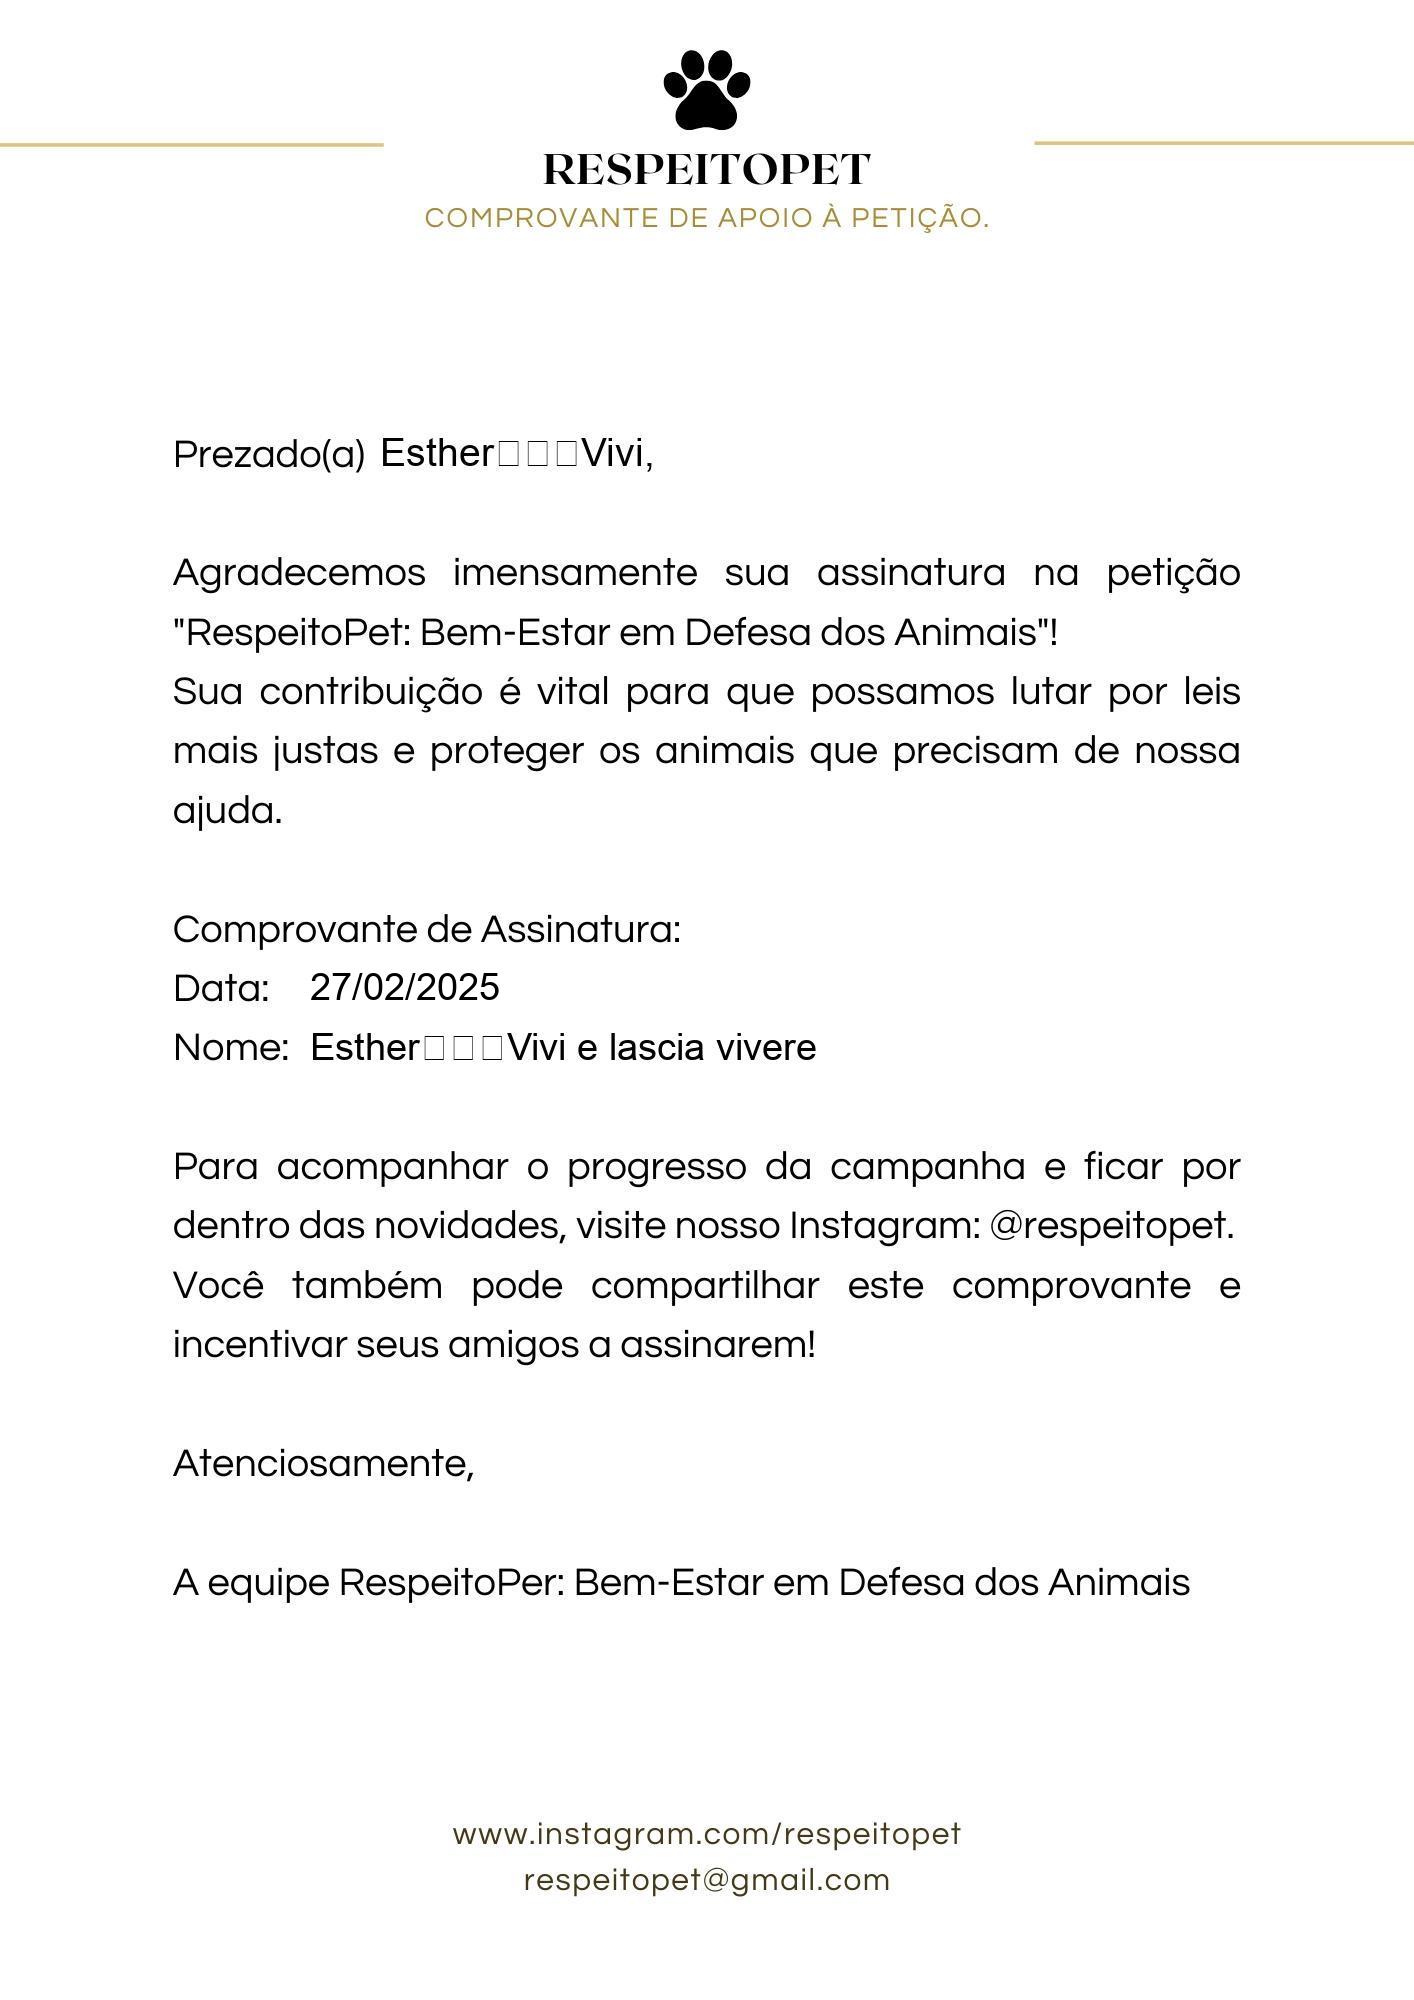 RESPEITOPET
COMPROVANTE DE APOIO À PETIÇÃO.
Prezado(a) Esther□□□Vivi,
Agradecemos imensamente sua assinatura na petição
"RespeitoPet: Bem-Estar em Defesa dos Animais"!
Sua contribuição é vital para que possamos lutar por leis
mais justas e proteger os animais que precisam de nossa
ajuda.
Comprovante de Assinatura:
Data: 27/02/2025
Nome: Esther□□□Vivi e lascia vivere
Para acompanhar o progresso da campanha e ficar por
dentro das novidades, visite nosso Instagram: @respeitopet.
Você também pode compartilhar este comprovante e
incentivar seus amigos a assinarem!
Atenciosamente,
A equipe RespeitoPer: Bem-Estar em Defesa dos Animais
www.instagram.com/respeitopet
respeitopet@gmail.com